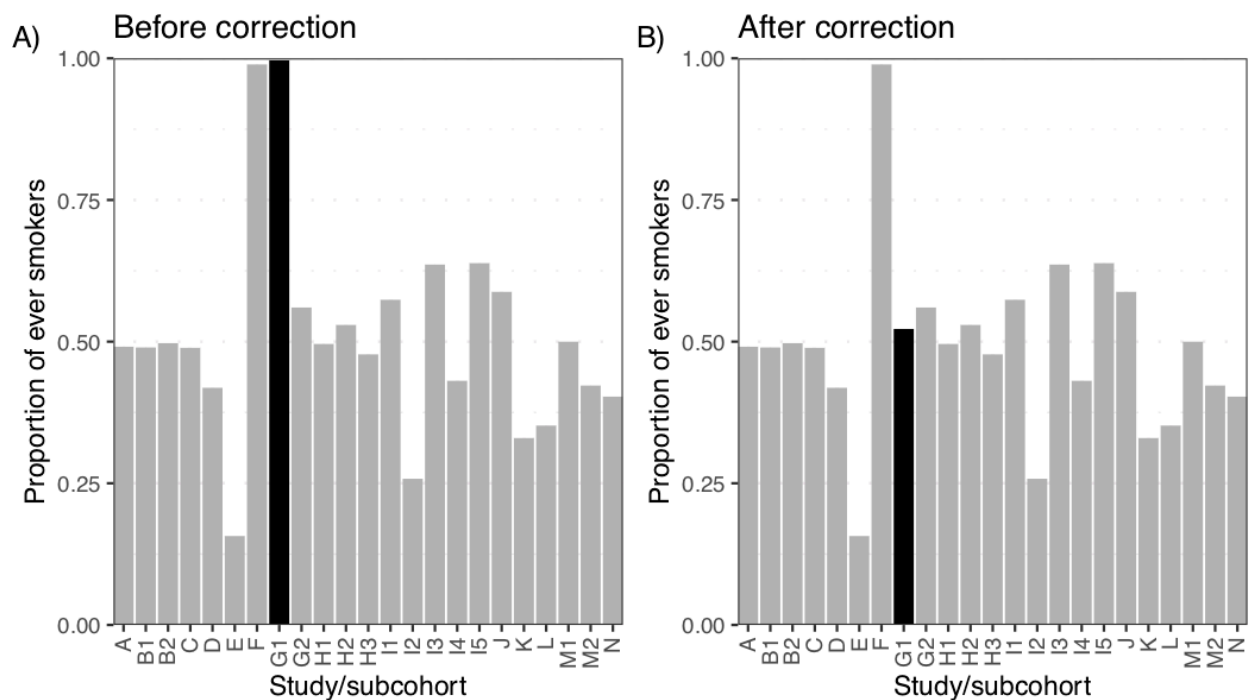 A) Before correction
Proportion of ever smokers
1.00
0.75
0.50
0.25
0.00
A B1 B2 C D E F G1 G2 H1 H2 H3 I1 I2 I3 I4 I5 J K L M1 M2 N
Study/subcohort
B) After correction
Proportion of ever smokers
1.00
0.75
0.50
0.25
0.00
A B1 B2 C D E F G1 G2 H1 H2 H3 I1 I2 I3 I4 I5 J K L M1 M2 N
Study/subcohort